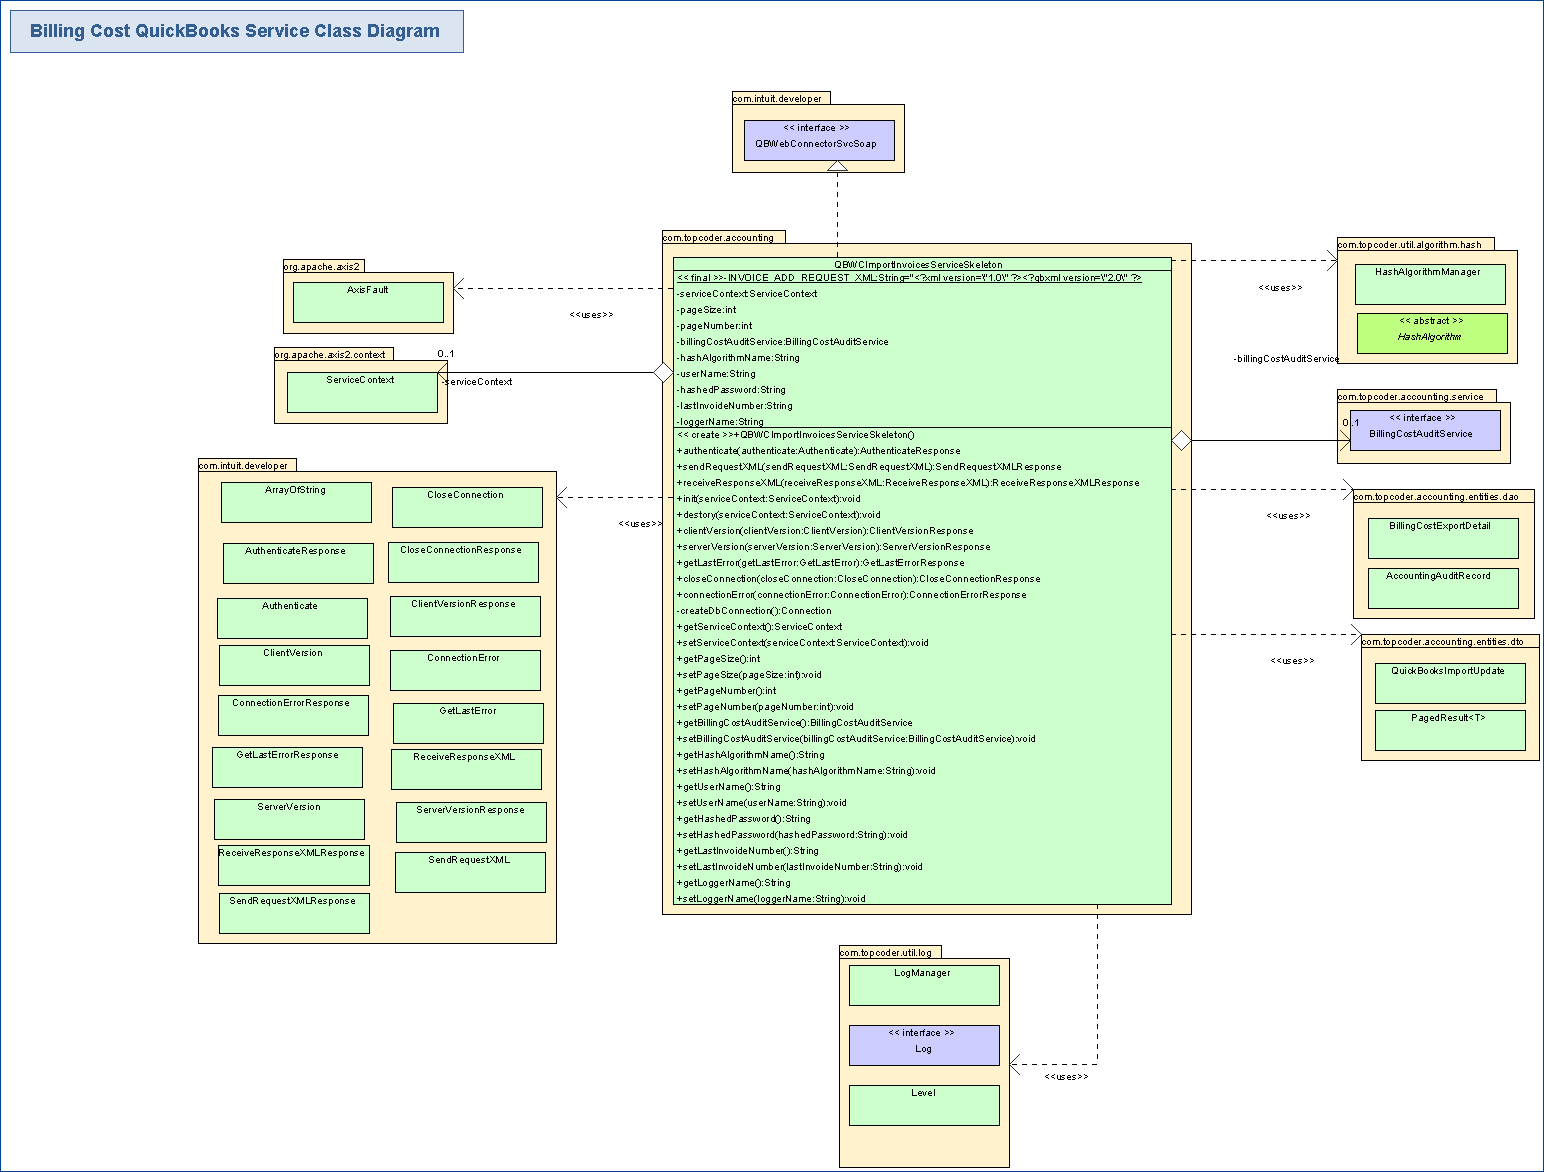 Billing Cost QuickBooks Service Class Diagram
com.intuit.developer
<< interface >>
QBWebConnectorSvcSoap
com.topcoder.accounting
QBWCImportInvoicesServiceSkeleton
<< final >>-INVOICE_ADD_REQUEST_XML:String="<?xml version=\"1.0\" ?><?qbxml version=\"2.0\" ?>
-serviceContext:ServiceContext
-pageSize:int
-pageNumber:int
-billingCostAuditService:BillingCostAuditService
-hashAlgorithmName:String
-userName:String
-hashedPassword:String
-lastInvoideNumber:String
-loggerName:String
<< create >>+QBWCImportInvoicesServiceSkeleton()
+authenticate(authenticate:Authenticate):AuthenticateResponse
+sendRequestXML(sendRequestXML:SendRequestXML):SendRequestXMLResponse
+receiveResponseXML(receiveResponseXML:ReceiveResponseXML):ReceiveResponseXMLResponse
+init(serviceContext:ServiceContext):void
+destory(serviceContext:ServiceContext):void
+clientVersion(clientVersion:ClientVersion):ClientVersionResponse
+serverVersion(serverVersion:ServerVersion):ServerVersionResponse
+getLastError(getLastError:GetLastError):GetLastErrorResponse
+closeConnection(closeConnection:CloseConnection):CloseConnectionResponse
+connectionError(connectionError:ConnectionError):ConnectionErrorResponse
-createDbConnection():Connection
+getServiceContext():ServiceContext
+setServiceContext(serviceContext:ServiceContext):void
+getPageSize():int
+setPageSize(pageSize:int):void
+getPageNumber():int
+setPageNumber(pageNumber:int):void
+getBillingCostAuditService():BillingCostAuditService
+setBillingCostAuditService(billingCostAuditService:BillingCostAuditService):void
+getHashAlgorithmName():String
+setHashAlgorithmName(hashAlgorithmName:String):void
+getUserName():String
+setUserName(userName:String):void
+getHashedPassword():String
+setHashedPassword(hashedPassword:String):void
+getLastInvoideNumber():String
+setLastInvoideNumber(lastInvoideNumber:String):void
+getLoggerName():String
+setLoggerName(loggerName:String):void
org.apache.axis2
AxisFault
<<uses>>
org.apache.axis2.context
ServiceContext
0..1
-serviceContext
com.intuit.developer
ArrayOfString
CloseConnection
AuthenticateResponse
CloseConnectionResponse
Authenticate
ClientVersionResponse
ClientVersion
ConnectionError
ConnectionErrorResponse
GetLastError
GetLastErrorResponse
ReceiveResponseXML
ServerVersion
ServerVersionResponse
ReceiveResponseXMLResponse
SendRequestXML
SendRequestXMLResponse
<<uses>>
com.topcoder.util.algorithm.hash
HashAlgorithmManager
<< abstract >>
HashAlgorithm
<<uses>>
-billingCostAuditService
com.topcoder.accounting.service
<< interface >>
BillingCostAuditService
0..1
com.topcoder.accounting.entities.dao
BillingCostExportDetail
AccountingAuditRecord
<<uses>>
com.topcoder.accounting.entities.dto
QuickBooksImportUpdate
PagedResult<T>
<<uses>>
com.topcoder.util.log
LogManager
<< interface >>
Log
Level
<<uses>>